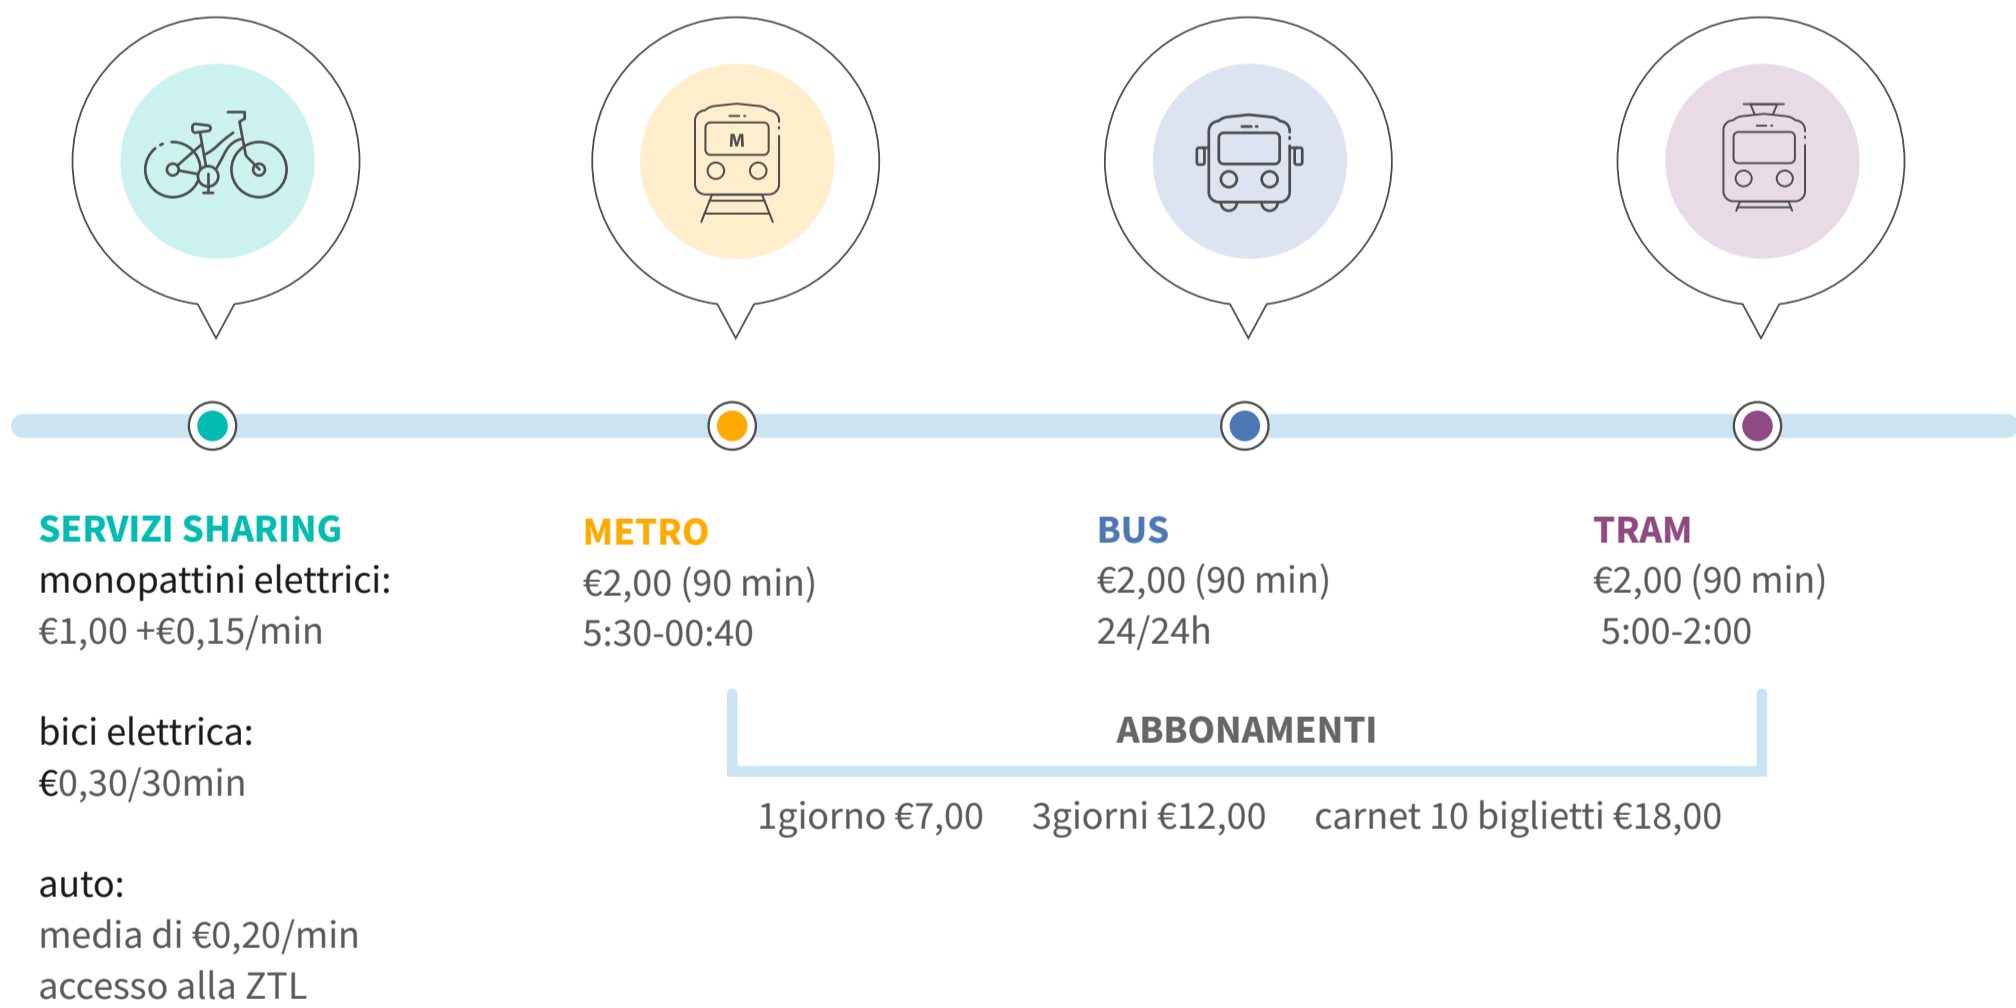 M
SERVIZI SHARING
monopattini elettrici:
€1,00 +€0,15/min
bici elettrica:
€0,30/30min
auto:
media di €0,20/min
accesso alla ZTL
METRO
€2,00 (90 min)
5:30-00:40
BUS
€2,00 (90 min)
24/24h
TRAM
€2,00 (90 min)
5:00-2:00
ABBONAMENTI
1giorno €7,00 3giorni €12,00 carnet 10 biglietti €18,00